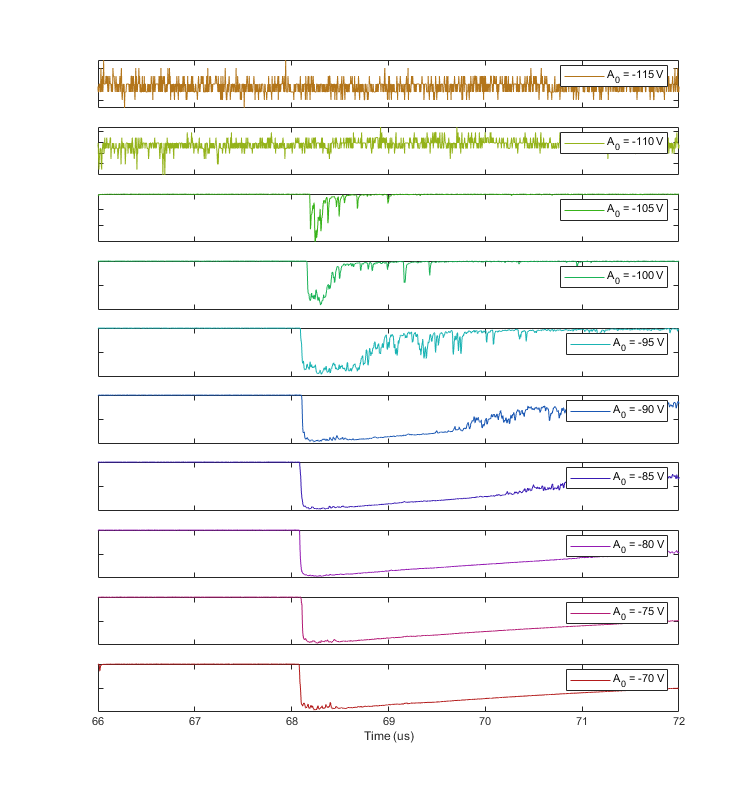 A0 = -115 V
A0 = -110 V
A0 = -105 V
A0 = -100 V
A0 = -95 V
A0 = -90 V
A0 = -85 V
A0 = -80 V
A0 = -75 V
A0 = -70 V
66 67 68 69 70 71 72
Time (us)